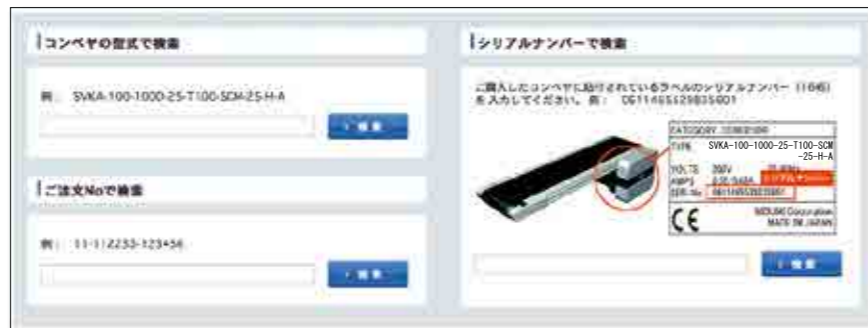 コンベヤの型式で検索
例： SVKA-100-1000-25-T100-SCM-25-H-A
検索
ご注文Noで検索
例： 11-112233-123456
検索
シリアルナンバーで検索
ご購入したコンベヤに貼付されているラベルのシリアルナンバー（16桁）
を入力してください。例： 0611465529835001
CATEGORY CONVEYOR
TYPE SVKA-100-1000-25-T100-SCM
-25-H-A
VOLTS 200V
AMPS
シリアルナンバー
SER.No
CE
Corporation
MADE IN JAPAN
検索